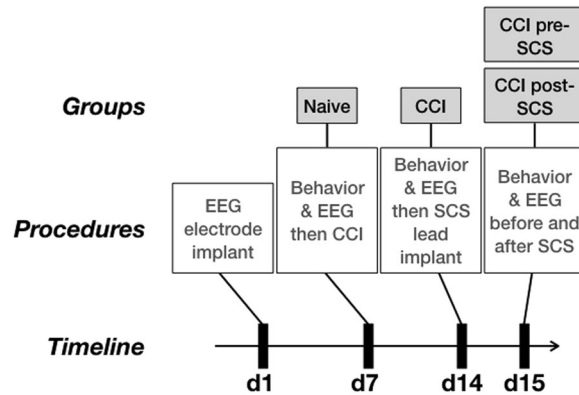 CCI pre-
SCS
Groups
Naive
CCI
CCI post-
SCS
Procedures
EEG
electrode
implant
Behavior
& EEG
then CCI
Behavior
& EEG
then SCS
lead
implant
Behavior
& EEG
before and
after SCS
Timeline
d1
d7
d14
d15